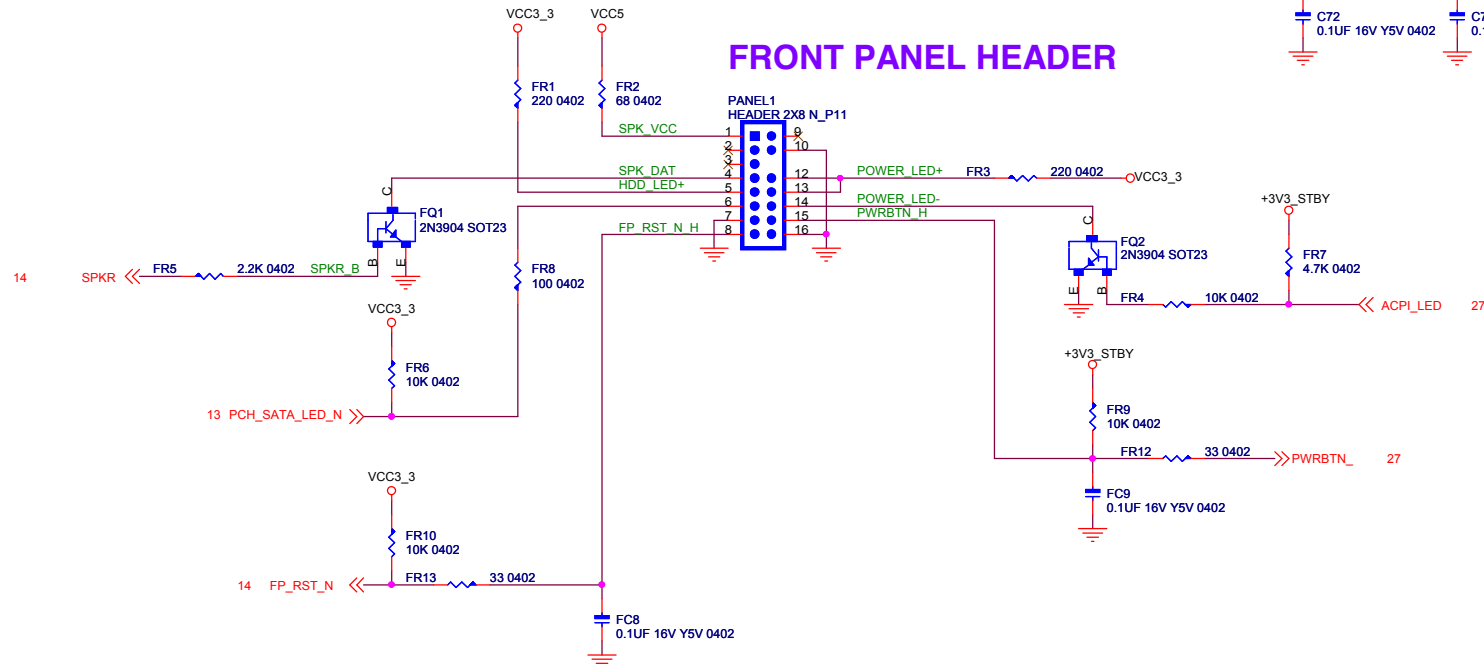 VCC3_3
VCC5
C72
0.1UF 16V Y5V 0402
FRONT PANEL HEADER
FR1
220 0402
FR2
68 0402
PANEL1
HEADER 2X8 N_P11
SPK_VCC
1
2
3
4
5
6
7
8
9
10
12
13
14
15
16
SPK_DAT
HDD_LED+
FP_RST_N_H
POWER_LED+
POWER_LED-
PWRBTN_H
FR3
220 0402
VCC3_3
+3V3_STBY
C
FQ1
2N3904 SOT23
B
E
C
FQ2
2N3904 SOT23
E
B
14
SPKR
FR5
2.2K 0402
SPKR_B
FR8
100 0402
FR7
4.7K 0402
FR4
10K 0402
ACPI_LED
27
VCC3_3
FR6
10K 0402
13
PCH_SATA_LED_N
+3V3_STBY
FR9
10K 0402
FR12
33 0402
PWRBTN_
27
FC9
0.1UF 16V Y5V 0402
VCC3_3
FR10
10K 0402
14
FP_RST_N
FR13
33 0402
FC8
0.1UF 16V Y5V 0402